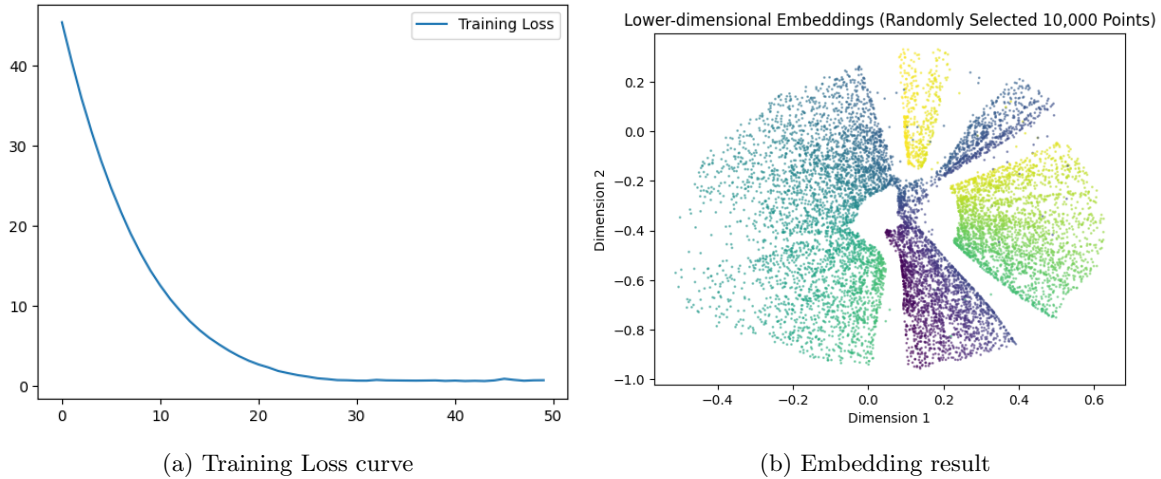 Training Loss
40
30
20
10
0
0 10 20 30 40 50
(a) Training Loss curve
Lower-dimensional Embeddings (Randomly Selected 10,000 Points)
Dimension 2
0.2
0.0
−0.2
−0.4
−0.6
−0.8
−1.0
−0.4 −0.2 0.0 0.2 0.4 0.6
Dimension 1
(b) Embedding result